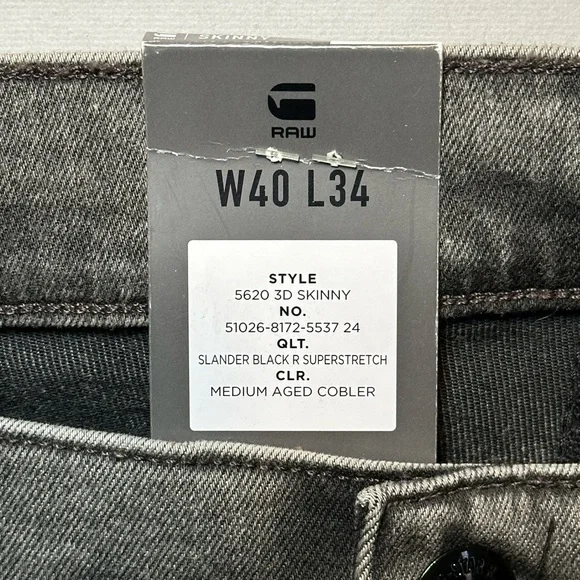 SKINNY
RAW
W40 L34
STYLE
5620 3D SKINNY
NO.
51026-8172-5537 24
QLT.
SLANDER BLACK R SUPERSTRETCH
CLR.
MEDIUM AGED COBLER